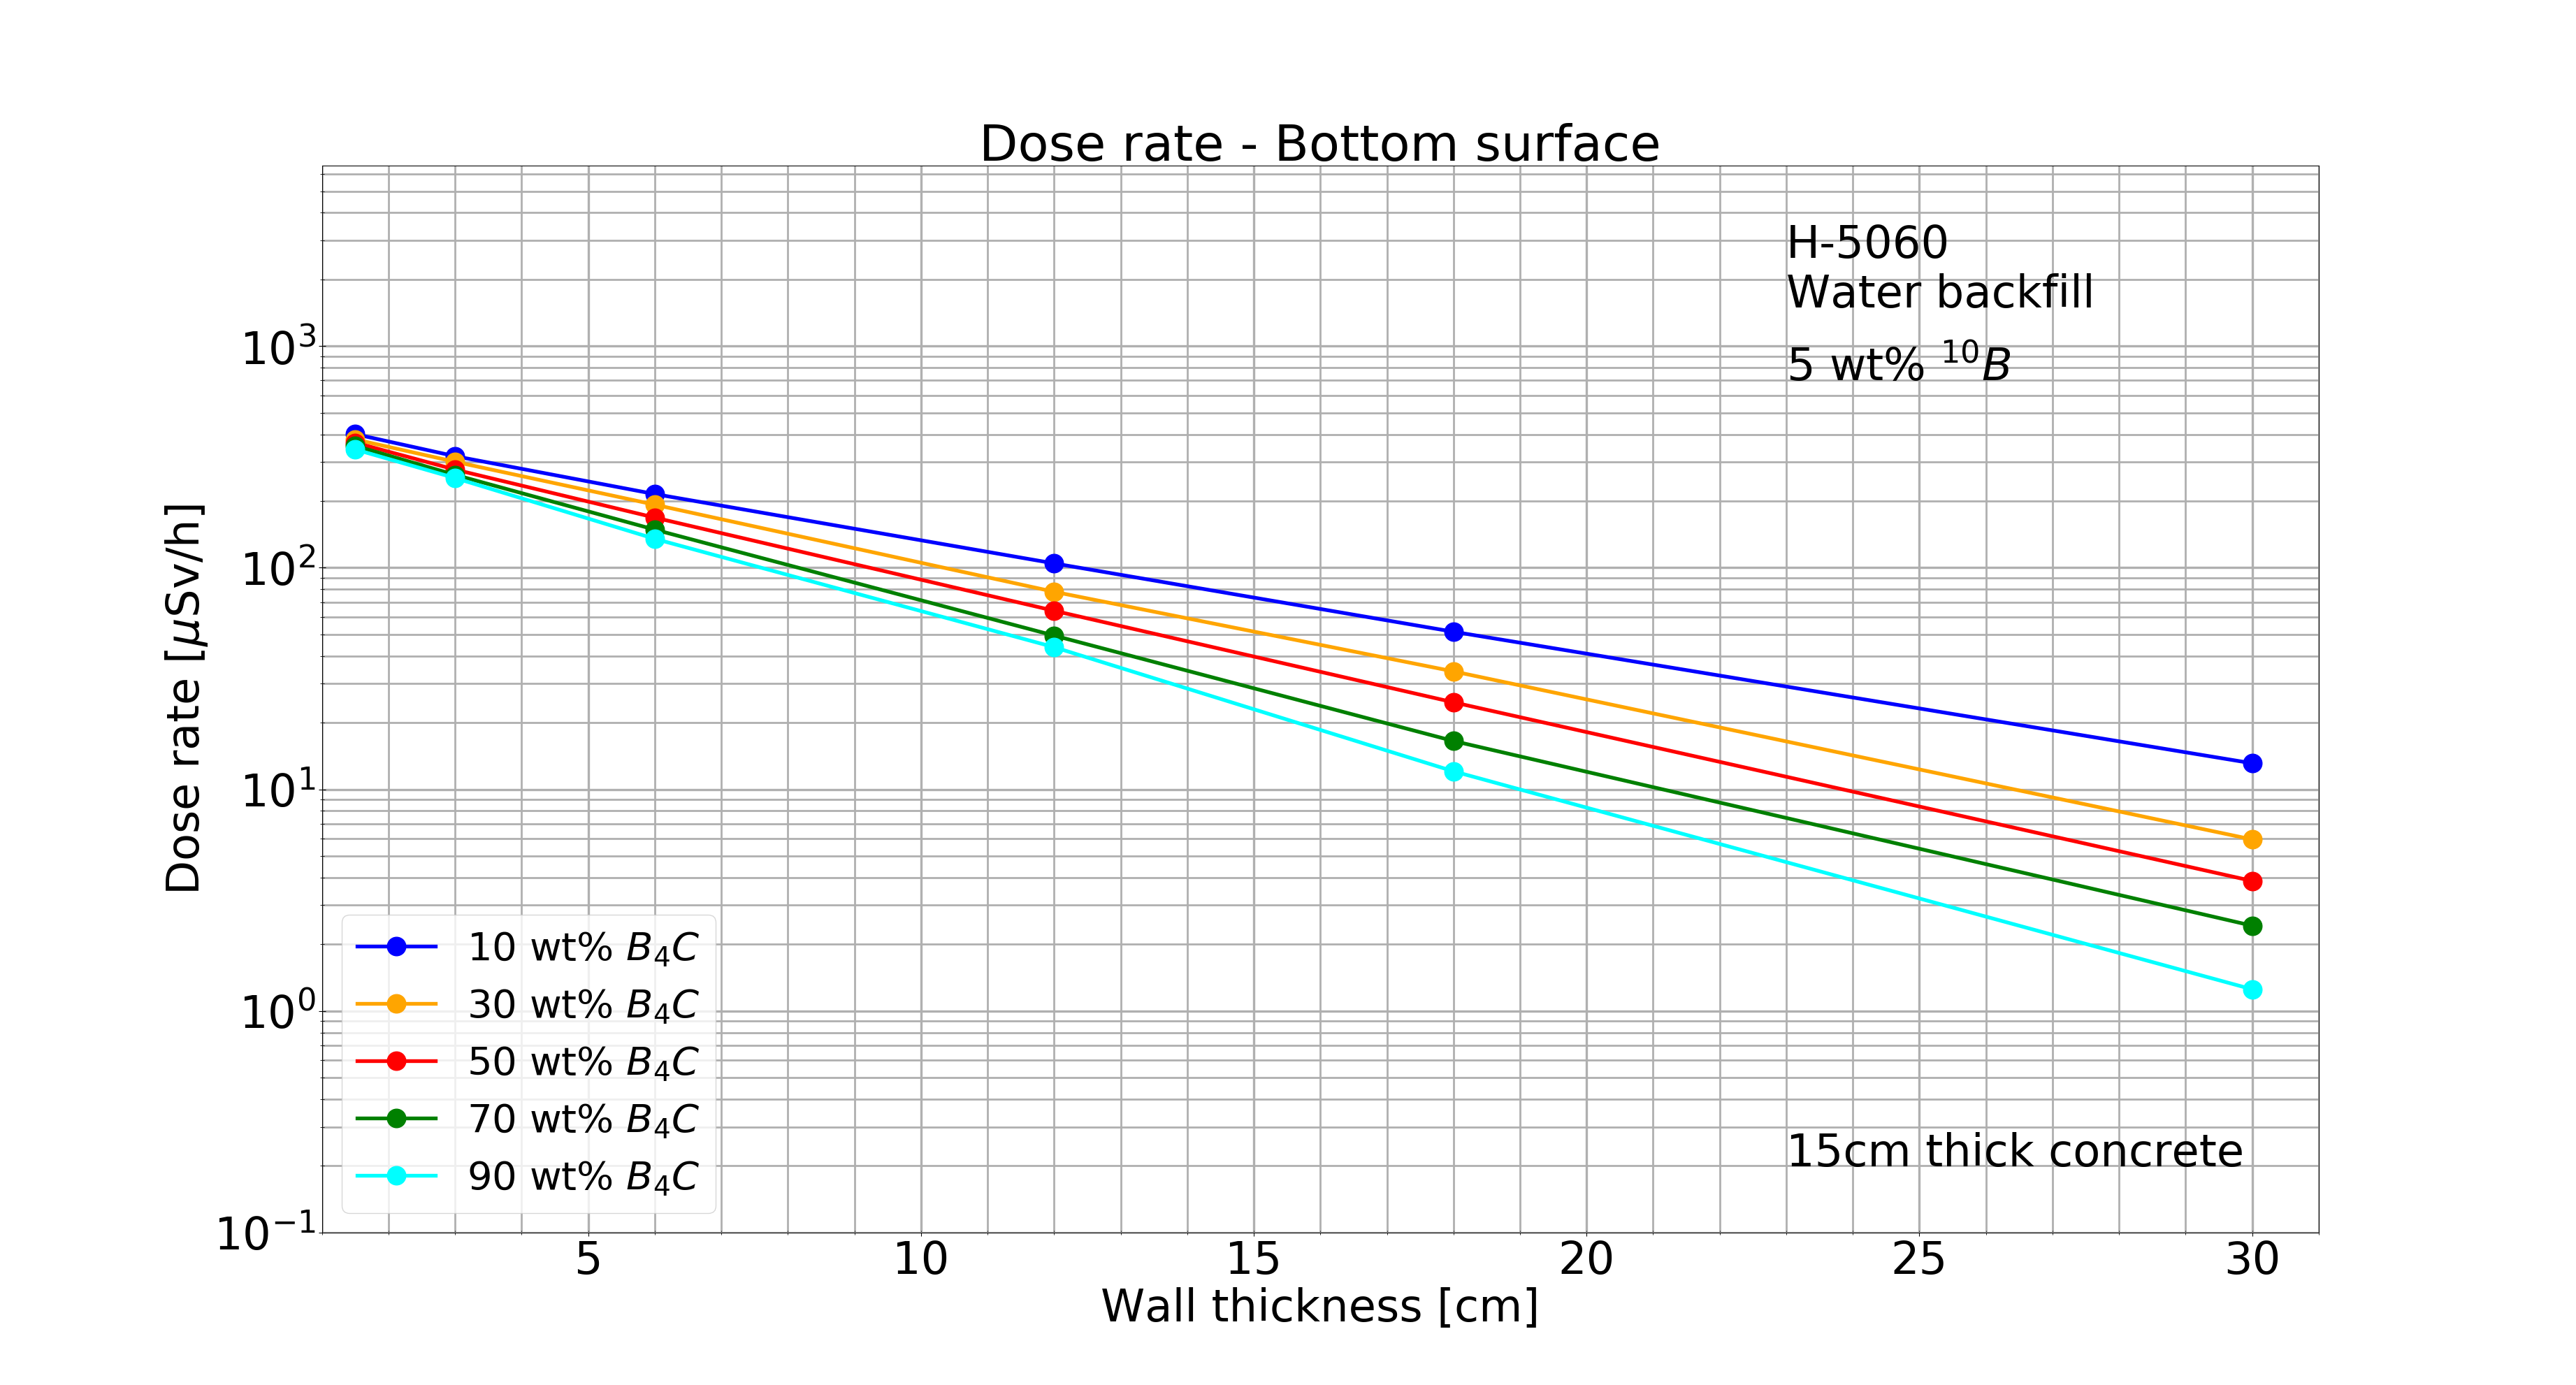 Dose rate - Bottom surface
H-5060
Water backfill
5 wt% ¹⁰B
10³
10²
10¹
10⁰
10⁻¹
Dose rate [μSv/h]
10 wt% B₄C
30 wt% B₄C
50 wt% B₄C
70 wt% B₄C
90 wt% B₄C
15cm thick concrete
5 10 15 20 25 30
Wall thickness [cm]